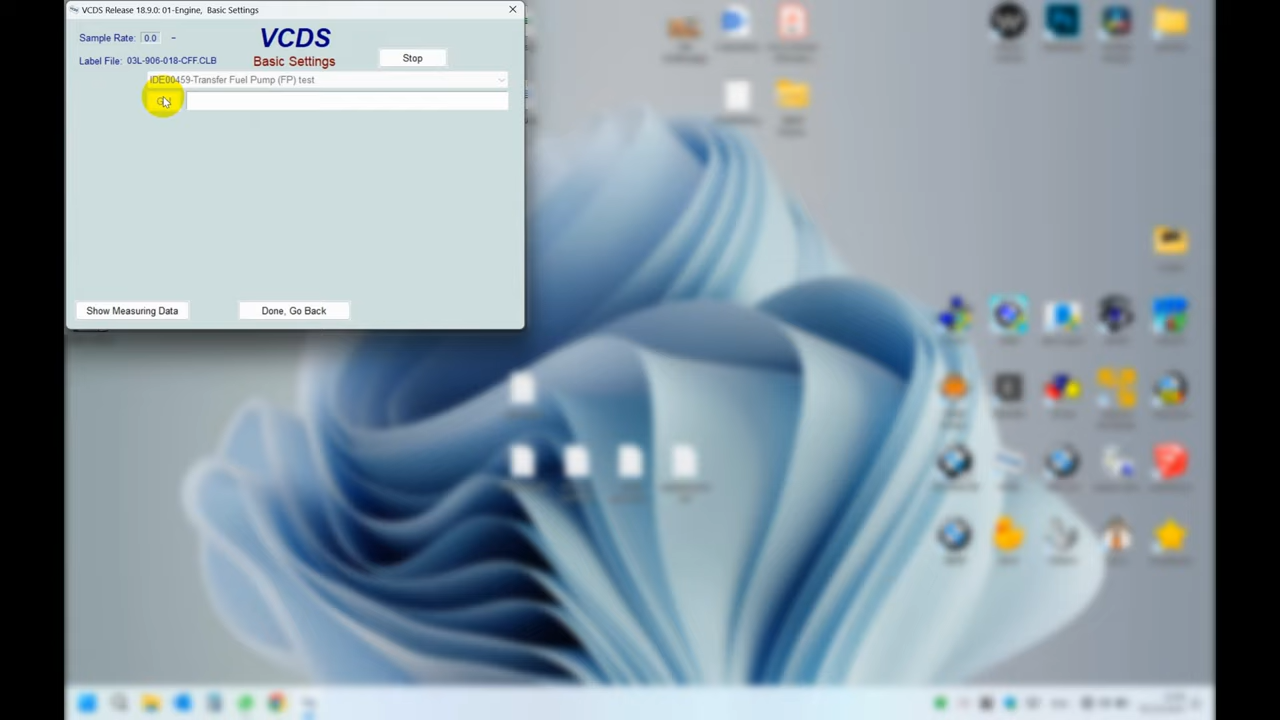 VCDS Release 18.9.0: 01-Engine, Basic Settings
Sample Rate: 0.0 -
VCDS
Stop
Label File: 03L-906-018-CFF.CLB
Basic Settings
IDE00459-Transfer Fuel Pump (FP) test
Show Measuring Data
Done, Go Back